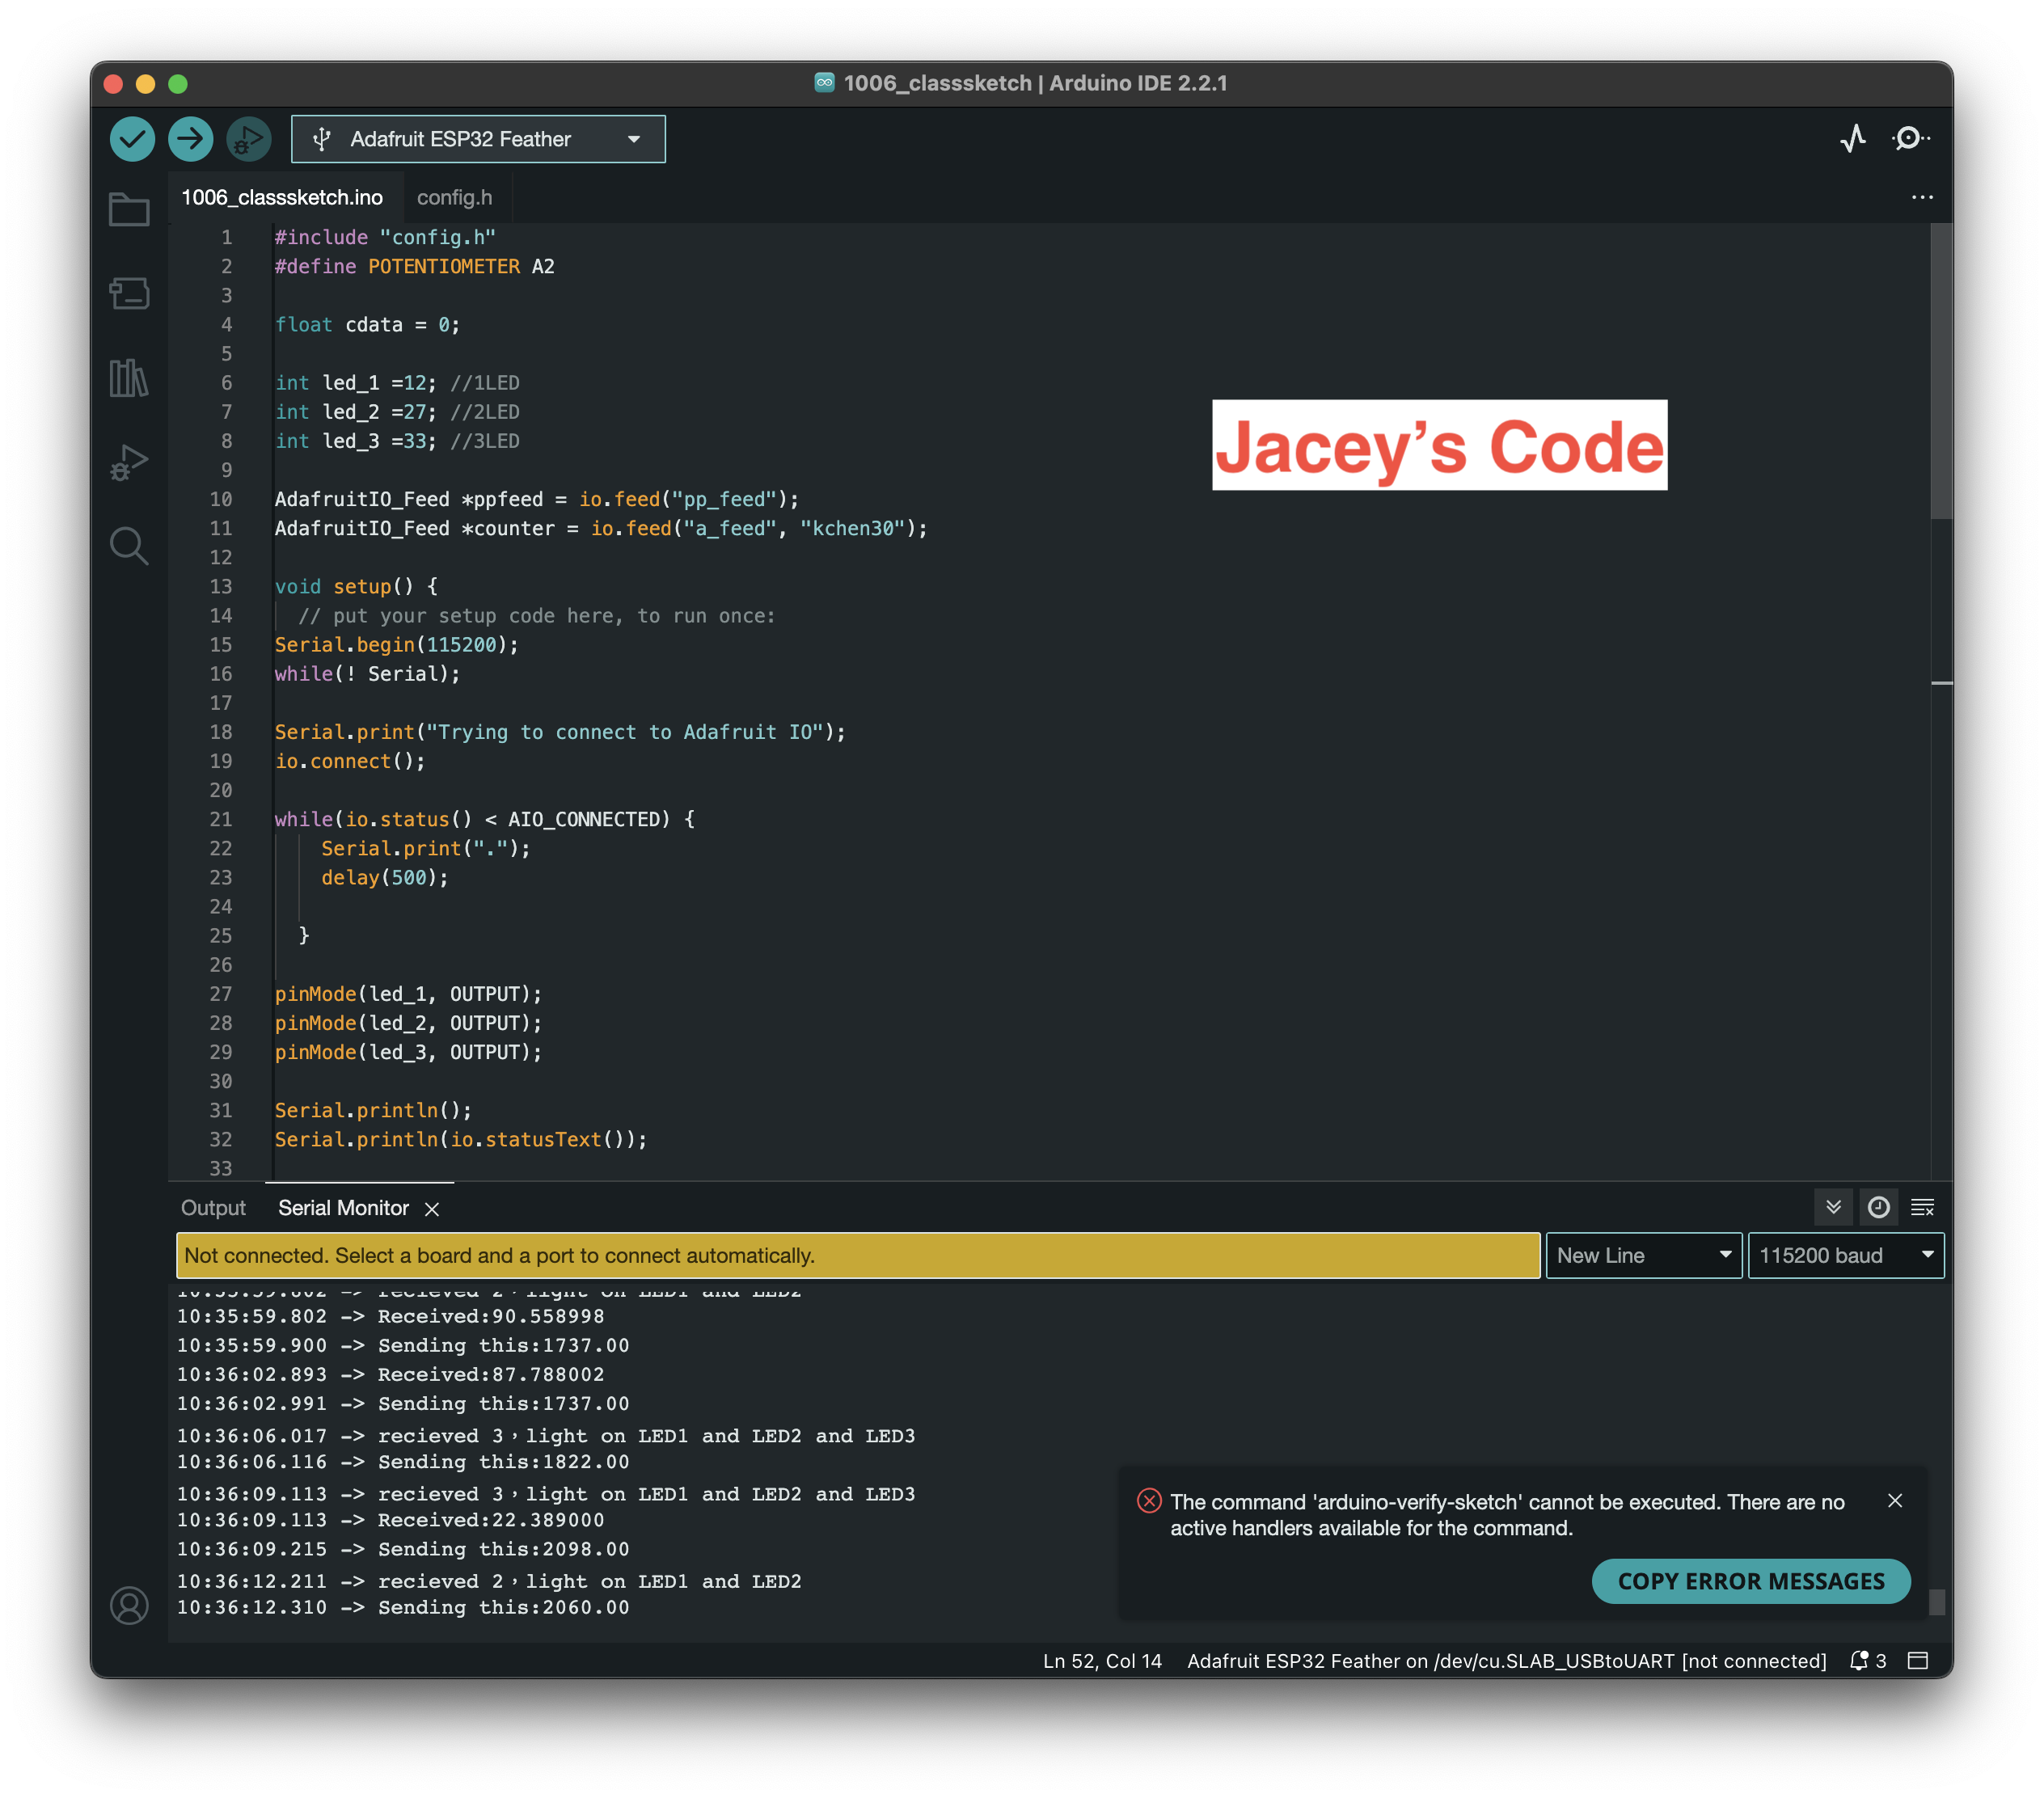 1006_classsketch | Arduino IDE 2.2.1
Adafruit ESP32 Feather
1006_classsketch.ino config.h
1 #include "config.h"
2 #define POTENTIOMETER A2
3
4 float cdata = 0;
5
6 int led_1 =12; //1LED
7 int led_2 =27; //2LED
8 int led_3 =33; //3LED
9
10 AdafruitIO_Feed *ppfeed = io.feed("pp_feed");
11 AdafruitIO_Feed *counter = io.feed("a_feed", "kchen30");
12
13 void setup() {
14 // put your setup code here, to run once:
15 Serial.begin(115200);
16 while(! Serial);
17
18 Serial.print("Trying to connect to Adafruit IO");
19 io.connect();
20
21 while(io.status() < AIO_CONNECTED) {
22 Serial.print(".");
23 delay(500);
24
25 }
26
27 pinMode(led_1, OUTPUT);
28 pinMode(led_2, OUTPUT);
29 pinMode(led_3, OUTPUT);
30
31 Serial.println();
32 Serial.println(io.statusText());
33
Jacey’s Code
Output Serial Monitor
Not connected. Select a board and a port to connect automatically.
New Line
115200 baud
10:35:59.802 -> recieved 2，light on LED1 and LED2
10:35:59.802 -> Received:90.558998
10:35:59.900 -> Sending this:1737.00
10:36:02.893 -> Received:87.788002
10:36:02.991 -> Sending this:1737.00
10:36:06.017 -> recieved 3，light on LED1 and LED2 and LED3
10:36:06.116 -> Sending this:1822.00
10:36:09.113 -> recieved 3，light on LED1 and LED2 and LED3
10:36:09.113 -> Received:22.389000
10:36:09.215 -> Sending this:2098.00
10:36:12.211 -> recieved 2，light on LED1 and LED2
10:36:12.310 -> Sending this:2060.00
The command 'arduino-verify-sketch' cannot be executed. There are no
active handlers available for the command.
COPY ERROR MESSAGES
Ln 52, Col 14 Adafruit ESP32 Feather on /dev/cu.SLAB_USBtoUART [not connected] 3